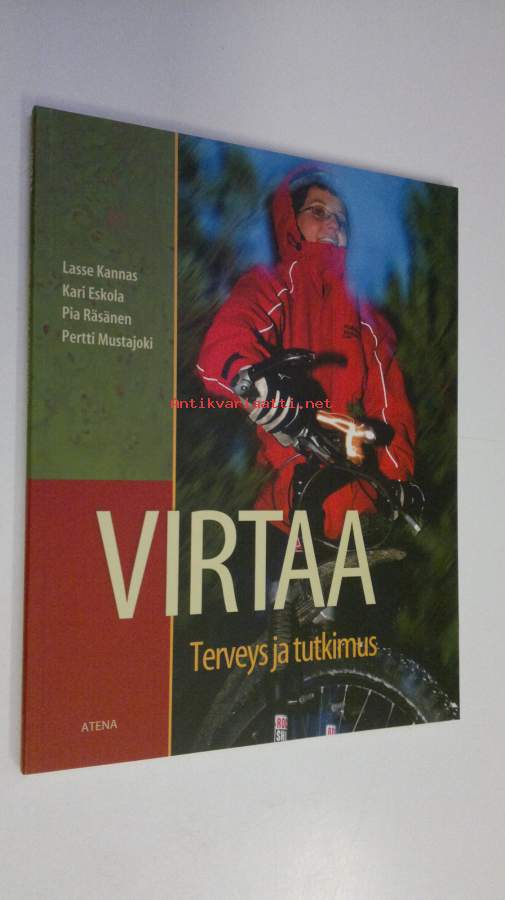 Lasse Kannas
Kari Eskola
Pia Räsänen
Pertti Mustajoki
antikvariaatti.net
VIRTAA
Terveys ja tutkimus
ATENA